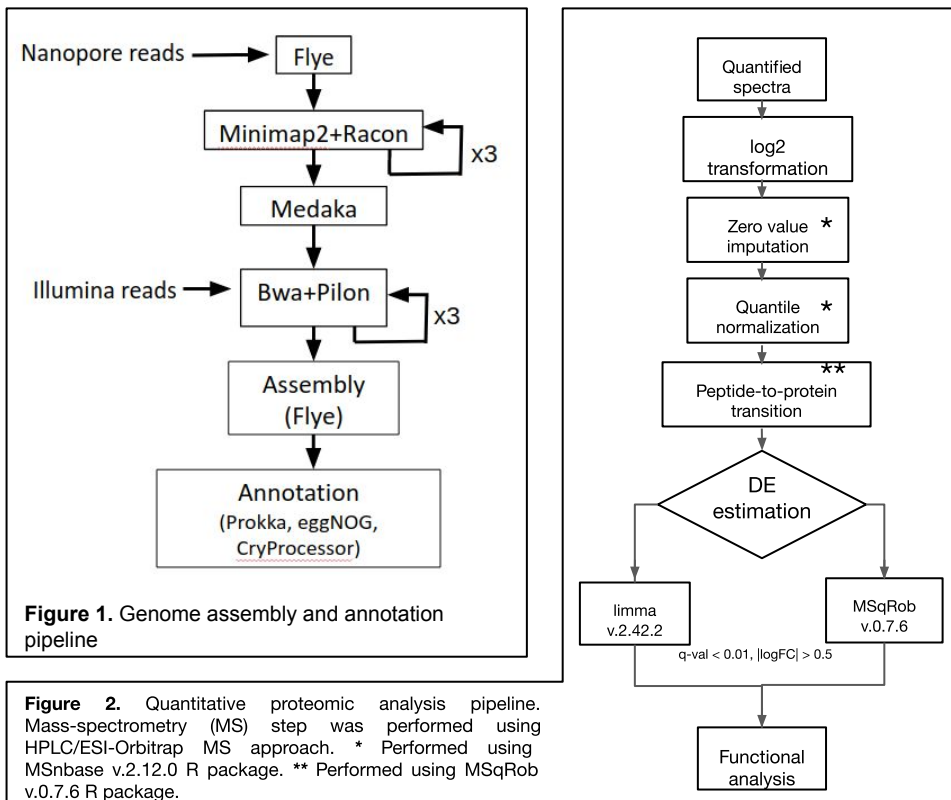 Nanopore reads
Flye
Minimap2+Racon
x3
Medaka
Illumina reads
Bwa+Pilon
x3
Assembly
(Flye)
Annotation
(Prokka, eggNOG,
CryProcessor)
Figure 1. Genome assembly and annotation
pipeline
Quantified
spectra
log2
transformation
Zero value *
imputation
Quantile *
normalization
**
Peptide-to-protein
transition
DE
estimation
limma
v.2.42.2
MSqRob
v.0.7.6
q-val < 0.01, |logFC| > 0.5
Functional
analysis
Figure 2. Quantitative proteomic analysis pipeline.
Mass-spectrometry (MS) step was performed using
HPLC/ESI-Orbitrap MS approach. * Performed using
MSnbase v.2.12.0 R package. ** Performed using MSqRob
v.0.7.6 R package.